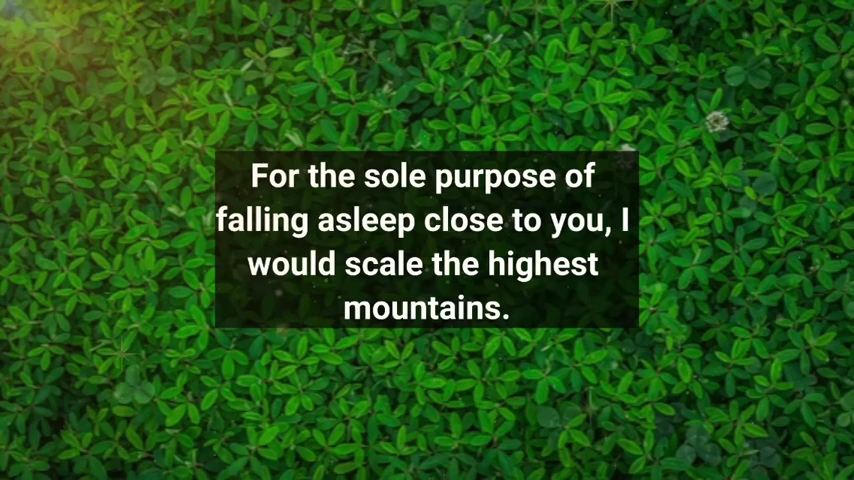 For the sole purpose of
falling asleep close to you, I
would scale the highest
mountains.